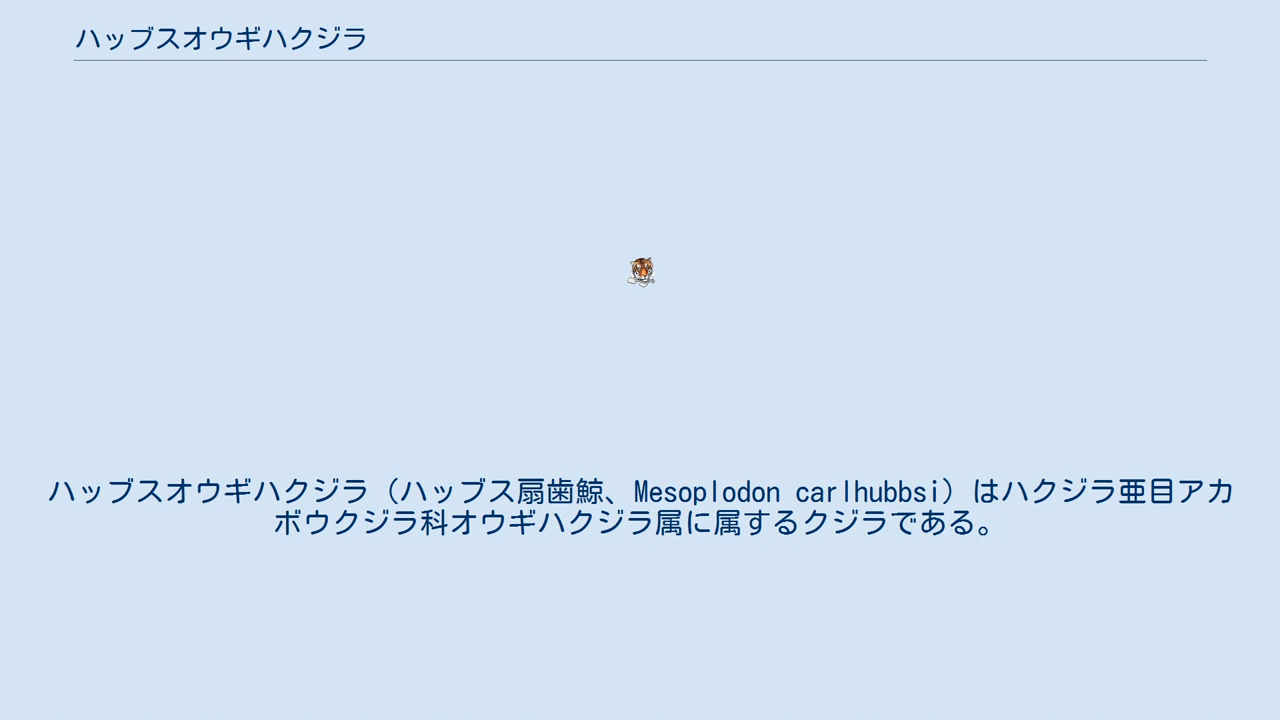 ハッブスオウギハクジラ
ハッブスオウギハクジラ（ハッブス扇歯鯨、Mesoplodon carlhubbsi）はハクジラ亜目アカ
ボウクジラ科オウギハクジラ属に属するクジラである。